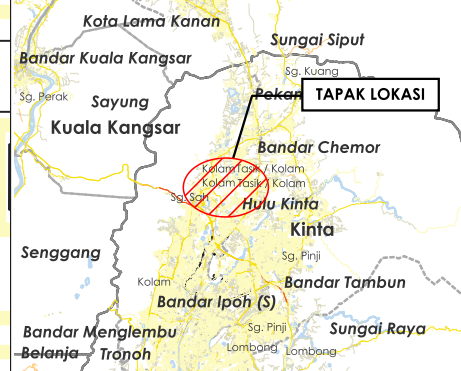 Kota Lama Kanan
Sungai Siput
Bandar Kuala Kangsar
Sg. Kuang
Sg. Perak
Sayung
Pekan
TAPAK LOKASI
Kuala Kangsar
Bandar Chemor
Kolam Tasik / Kolam
Kolam Tasik / Kolam
Sg. Sah
Hulu Kinta
Kinta
Senggang
Sg. Pinji
Kolam
Bandar Tambun
Bandar Ipoh (S)
Bandar Menglembu
Sg. Pinji
Sungai Raya
Belanja
Tronoh
Lombong
Lombong